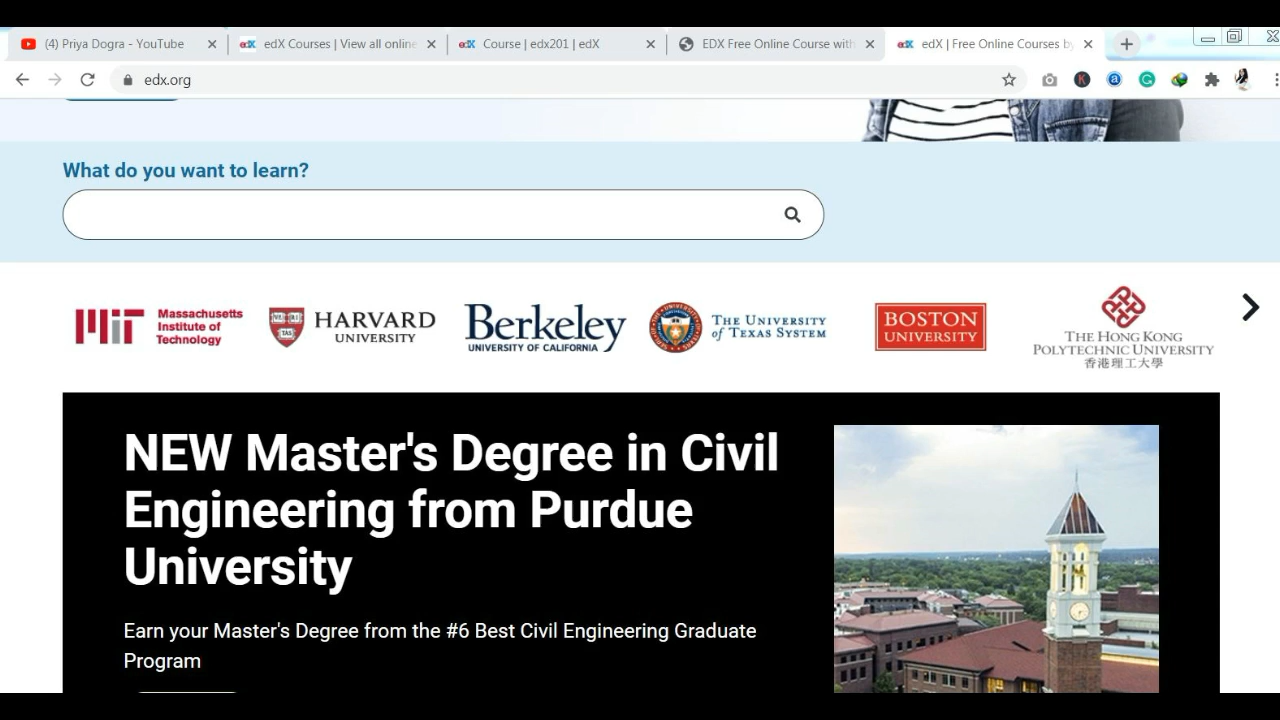 (4) Priya Dogra - YouTube
edX Courses | View all online
Course | edx201 | edX
EDX Free Online Course with
edX | Free Online Courses by
edx.org
What do you want to learn?
Massachusetts
Institute of
Technology
HARVARD
UNIVERSITY
Berkeley
UNIVERSITY OF CALIFORNIA
THE UNIVERSITY
of TEXAS SYSTEM
BOSTON
UNIVERSITY
THE HONG KONG
POLYTECHNIC UNIVERSITY
香港理工大學
NEW Master's Degree in Civil
Engineering from Purdue
University
Earn your Master's Degree from the #6 Best Civil Engineering Graduate
Program